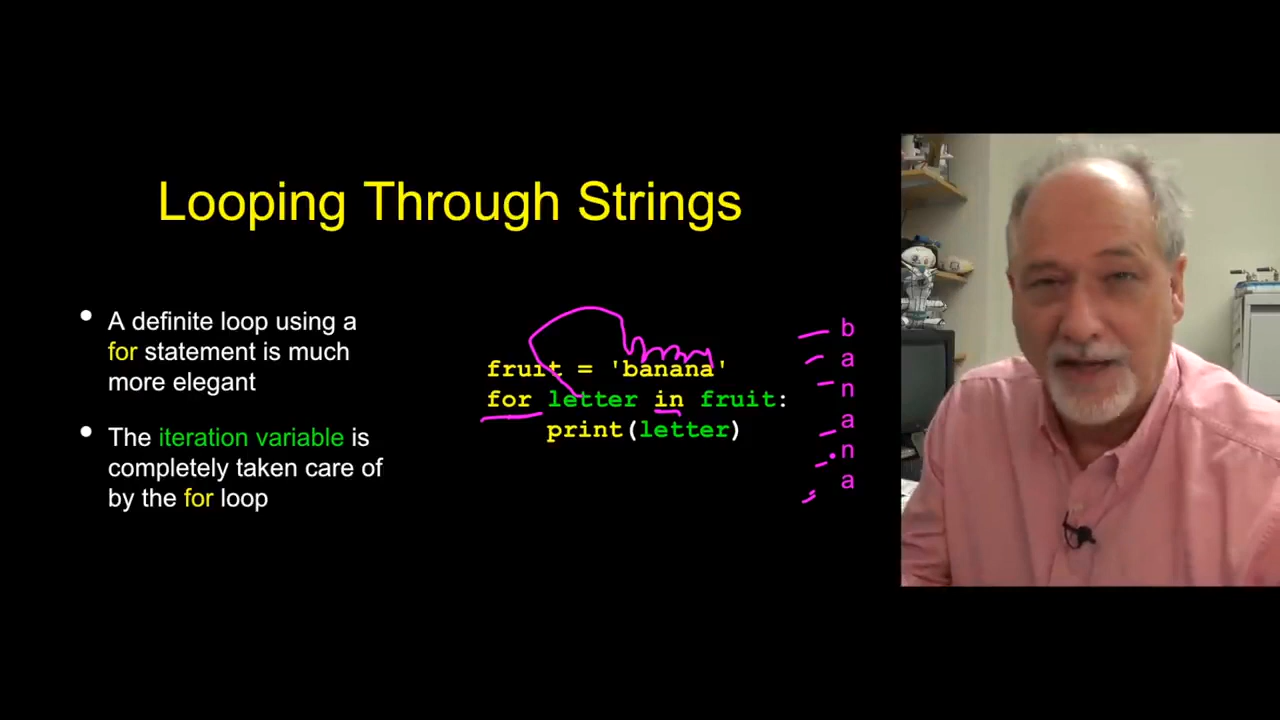 Looping Through Strings
• A definite loop using a
for statement is much
more elegant
• The iteration variable is
completely taken care of
by the for loop
fruit = 'banana'
for letter in fruit:
    print(letter)
b
a
n
a
n
a